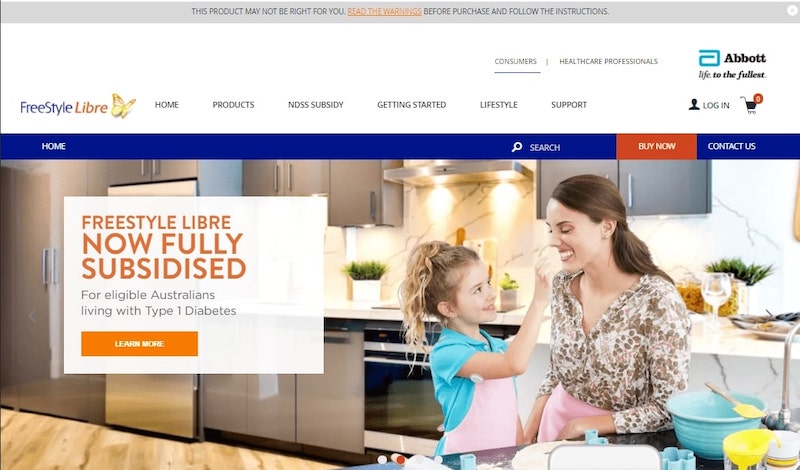 THIS PRODUCT MAY NOT BE RIGHT FOR YOU. READ THE WARNINGS BEFORE PURCHASE AND FOLLOW THE INSTRUCTIONS.
CONSUMERS | HEALTHCARE PROFESSIONALS
Abbott
life. to the fullest.
FreeStyle Libre
HOME PRODUCTS NDSS SUBSIDY GETTING STARTED LIFESTYLE SUPPORT LOG IN 0
HOME SEARCH BUY NOW CONTACT US
FREESTYLE LIBRE
NOW FULLY
SUBSIDISED
For eligible Australians
living with Type 1 Diabetes
LEARN MORE